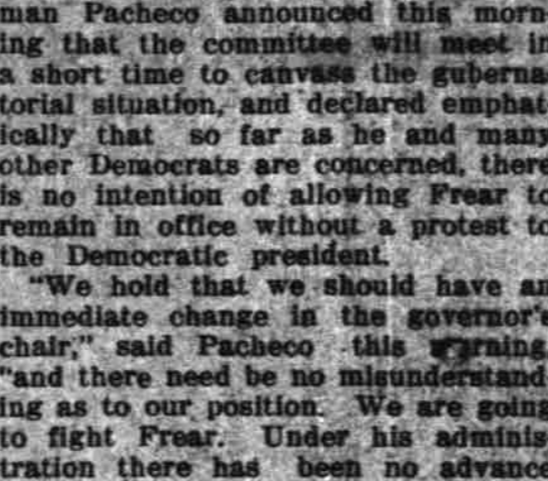 man Pacheco announced this morn
ing that the committee will meet in
a short time to canvass the guberna
torial situation, and declared emphat
ically that so far as he and many
other Democrats are concerned, there
is no intention of allowing Frear to
remain in office without a protest to
the Democratic president.
"We hold that we should have an
immediate change in the governor's
chair," said Pacheco this morning,
"and there need be no misunderstand
ing as to our position. We are going
to fight Frear. Under his adminis
tration there has been no advance